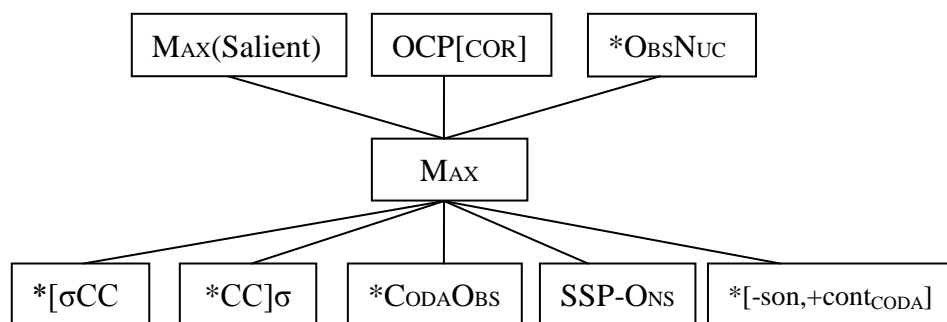 MAX(Salient) OCP[COR] *OBSNUC
MAX
*[σCC *CC]σ *CODAOBS SSP-ONS *[-son,+contCODA]